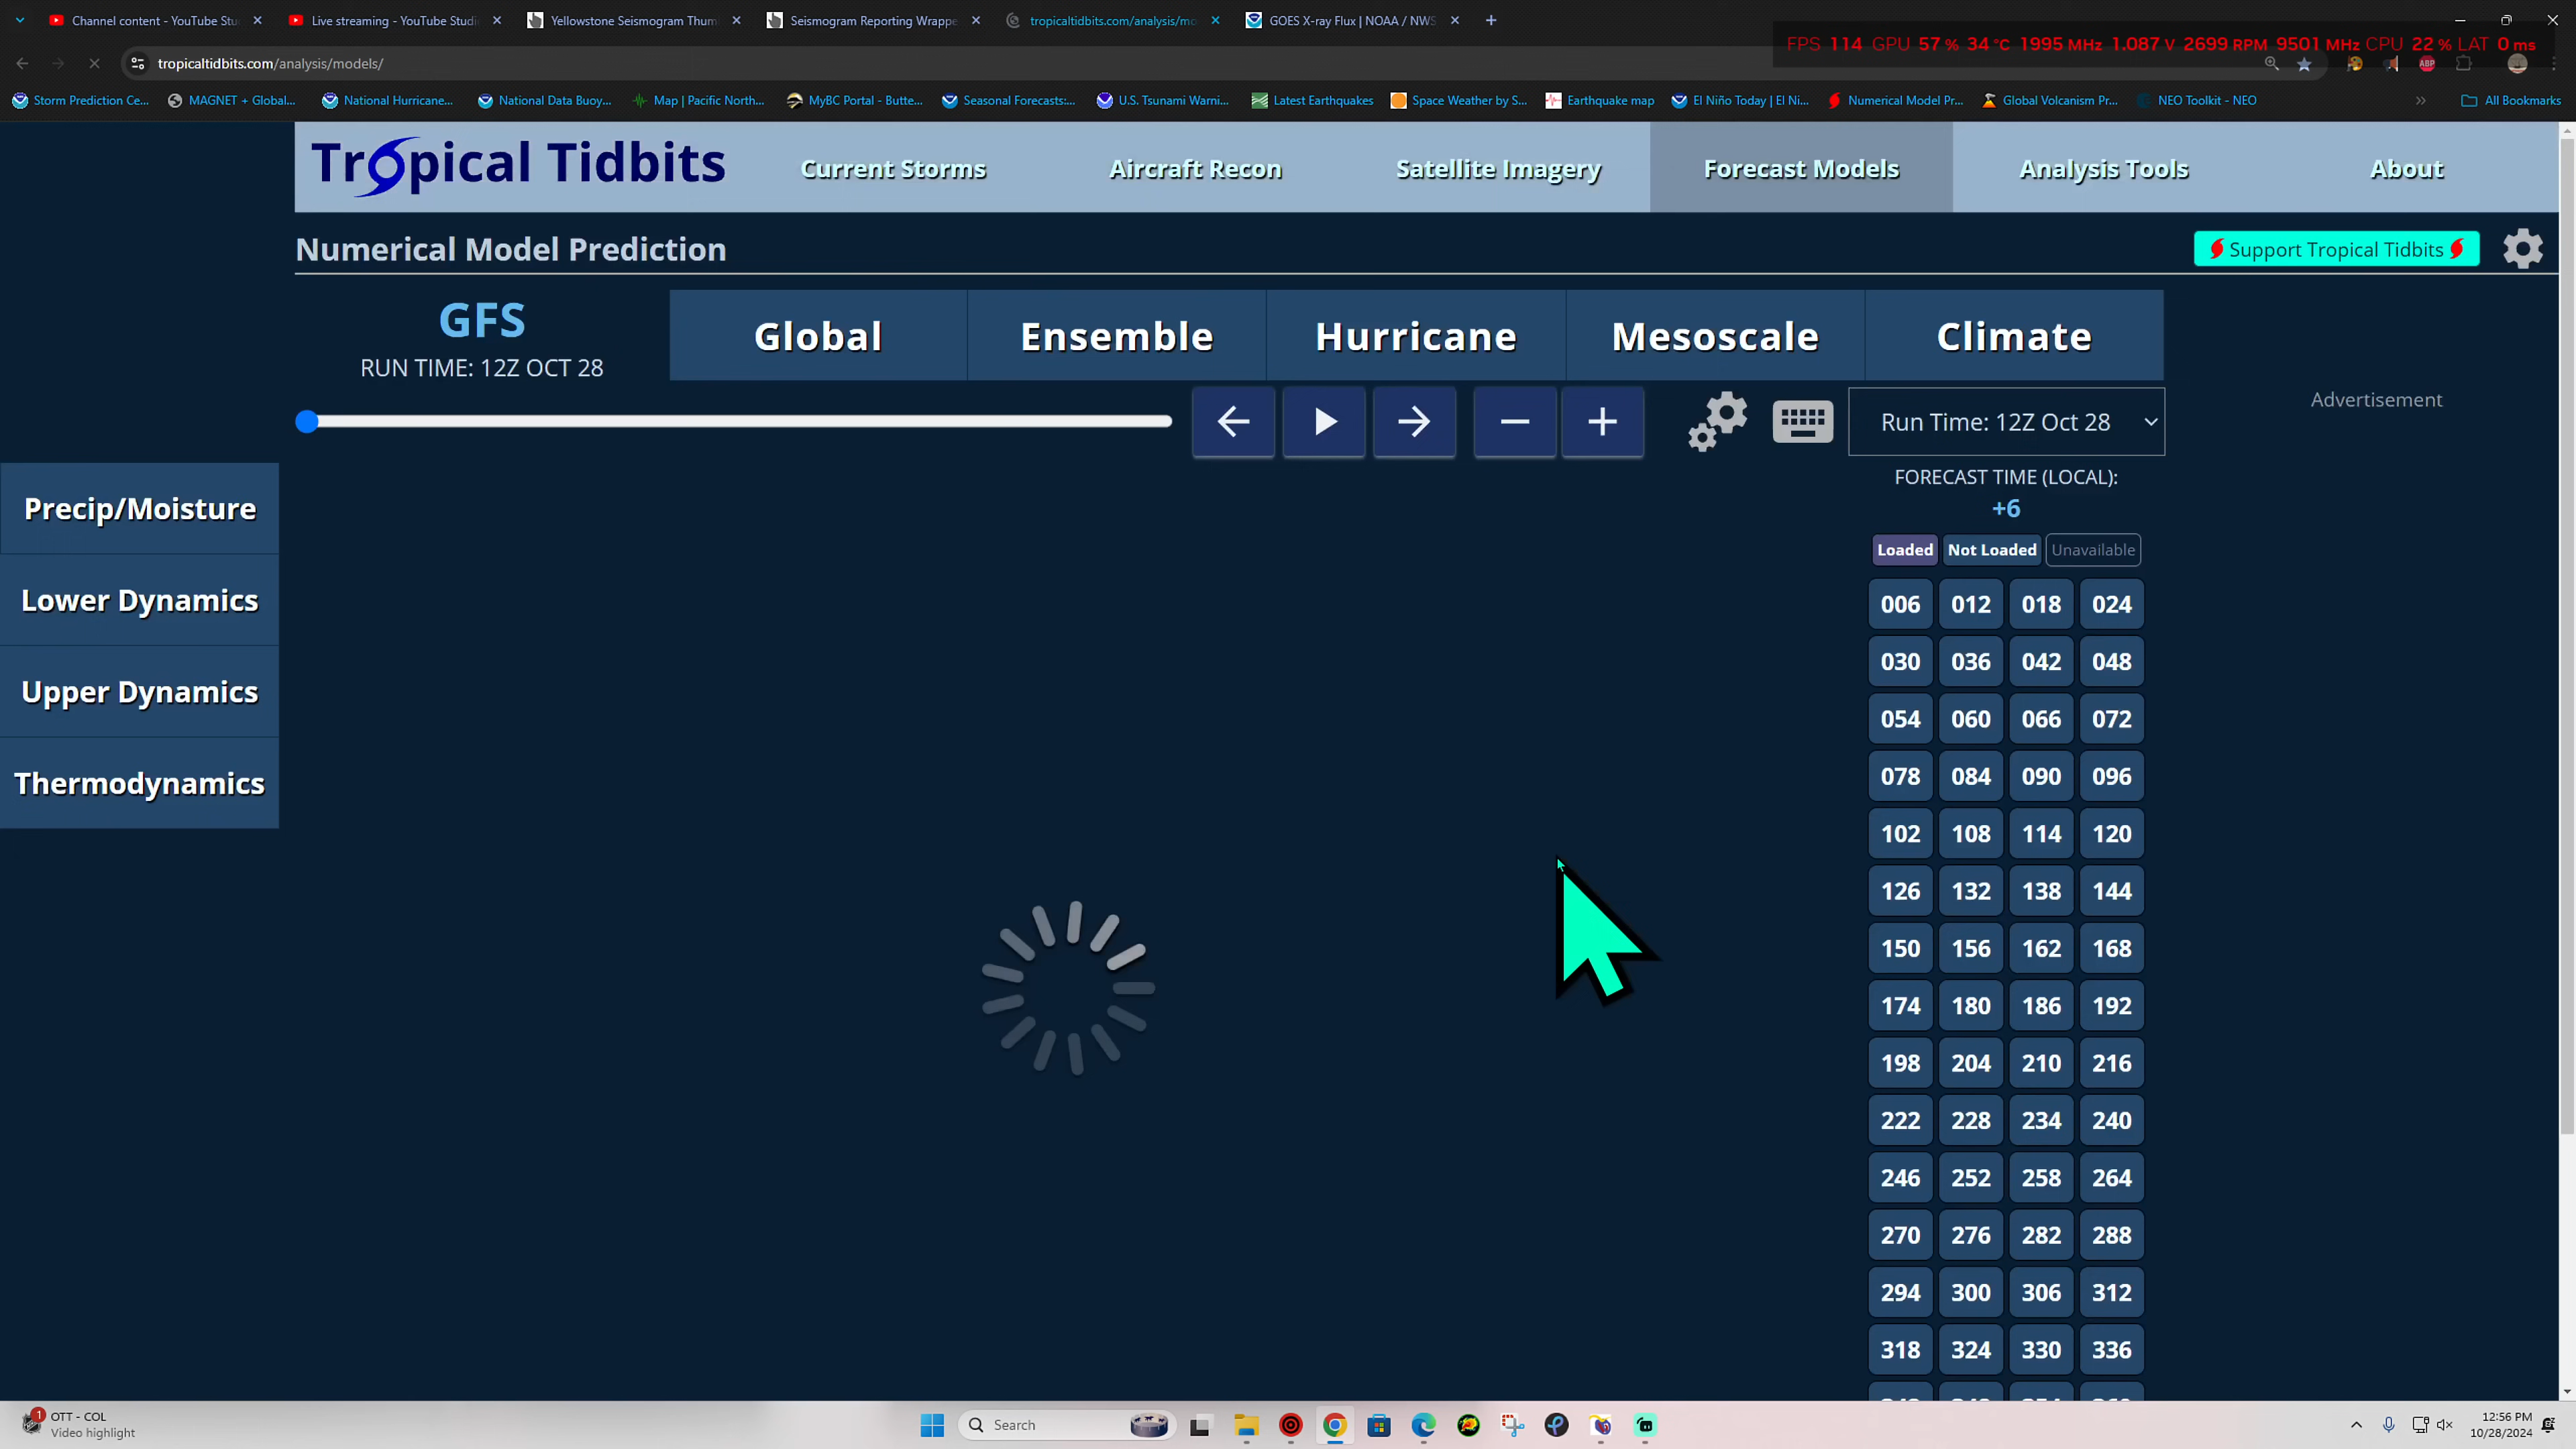 Channel content - YouTube Stu
Live streaming - YouTube Studi
Yellowstone Seismogram Thum
Seismogram Reporting Wrappe
tropicaltidbits.com/analysis/mo
GOES X-ray Flux | NOAA / NWS
FPS 114 GPU 57 % 34 °C 1995 MHz 1.087 V 2699 RPM 9501 MHz CPU 22 % LAT 0 ms
tropicaltidbits.com/analysis/models/
ABP
Storm Prediction Ce...
MAGNET + Global...
National Hurricane...
National Data Buoy...
Map | Pacific North...
MyBC Portal - Butte...
Seasonal Forecasts:...
U.S. Tsunami Warni...
Latest Earthquakes
Space Weather by S...
Earthquake map
El Niño Today | El Ni...
Numerical Model Pr...
Global Volcanism Pr...
NEO Toolkit - NEO
All Bookmarks
Tropical Tidbits
Current Storms
Aircraft Recon
Satellite Imagery
Forecast Models
Analysis Tools
About
Numerical Model Prediction
Support Tropical Tidbits
GFS
RUN TIME: 12Z OCT 28
Global
Ensemble
Hurricane
Mesoscale
Climate
Run Time: 12Z Oct 28
Advertisement
FORECAST TIME (LOCAL):
+6
Loaded Not Loaded Unavailable
Precip/Moisture
Lower Dynamics
Upper Dynamics
Thermodynamics
006 012 018 024
030 036 042 048
054 060 066 072
078 084 090 096
102 108 114 120
126 132 138 144
150 156 162 168
174 180 186 192
198 204 210 216
222 228 234 240
246 252 258 264
270 276 282 288
294 300 306 312
318 324 330 336
1
OTT - COL
Video highlight
Search
12:56 PM
10/28/2024